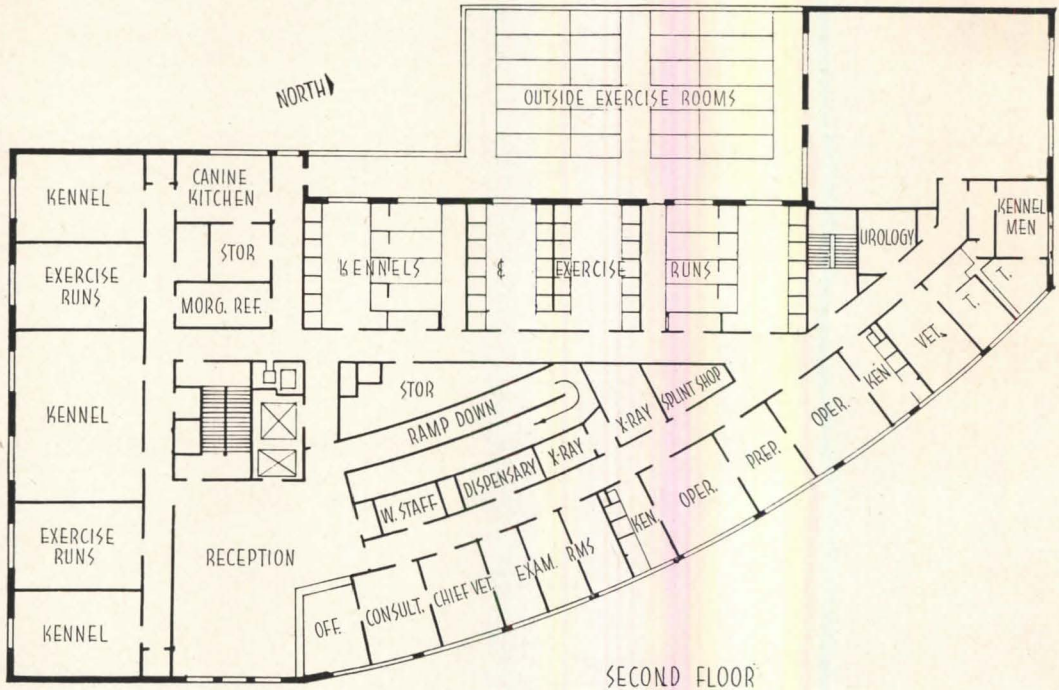 NORTH
OUTSIDE EXERCISE ROOMS
KENNEL
CANINE
KITCHEN
STOR
EXERCISE
RUNS
MORG. REF.
KENNELS & EXERCISE RUNS
UROLOGY
KENNEL
MEN
T.
T.
VET.
KEN.
OPER.
PREP.
OPER.
KEN.
KENNEL
STOR
RAMP DOWN
X-RAY
SPLINT SHOP
X-RAY
DISPENSARY
W. STAFF
EXERCISE
RUNS
RECEPTION
EXAM. RMS
CHIEF VET.
CONSULT.
OFF.
KENNEL
SECOND FLOOR